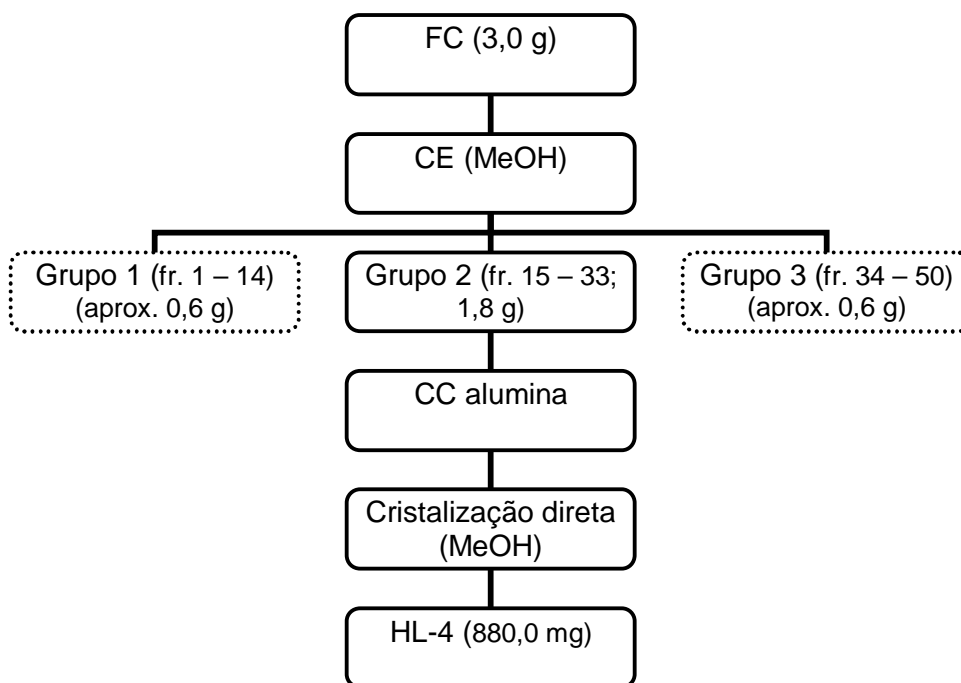 FC (3,0 g)
CE (MeOH)
Grupo 1 (fr. 1 – 14)
(aprox. 0,6 g)
Grupo 2 (fr. 15 – 33;
1,8 g)
Grupo 3 (fr. 34 – 50)
(aprox. 0,6 g)
CC alumina
Cristalização direta
(MeOH)
HL-4 (880,0 mg)